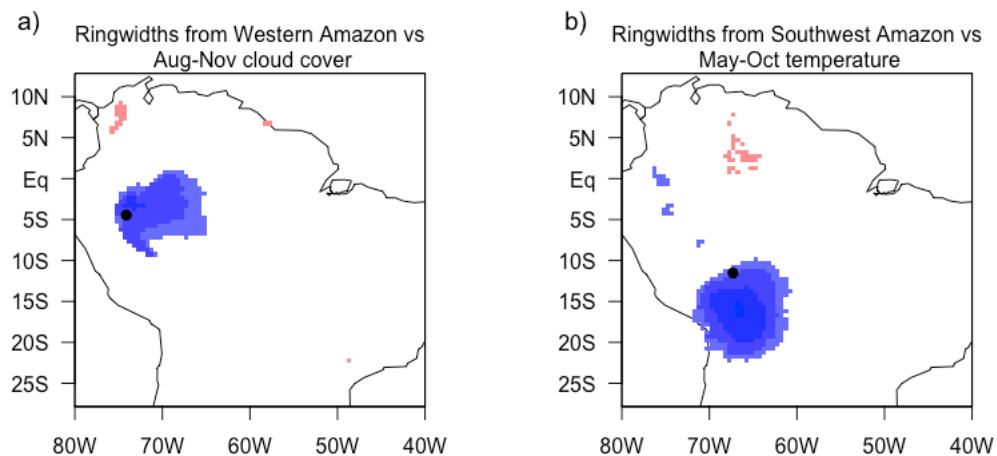 a)
Ringwidths from Western Amazon vs
Aug-Nov cloud cover
10N
5N
Eq
5S
10S
15S
20S
25S
80W 70W 60W 50W 40W
b)
Ringwidths from Southwest Amazon vs
May-Oct temperature
10N
5N
Eq
5S
10S
15S
20S
25S
80W 70W 60W 50W 40W